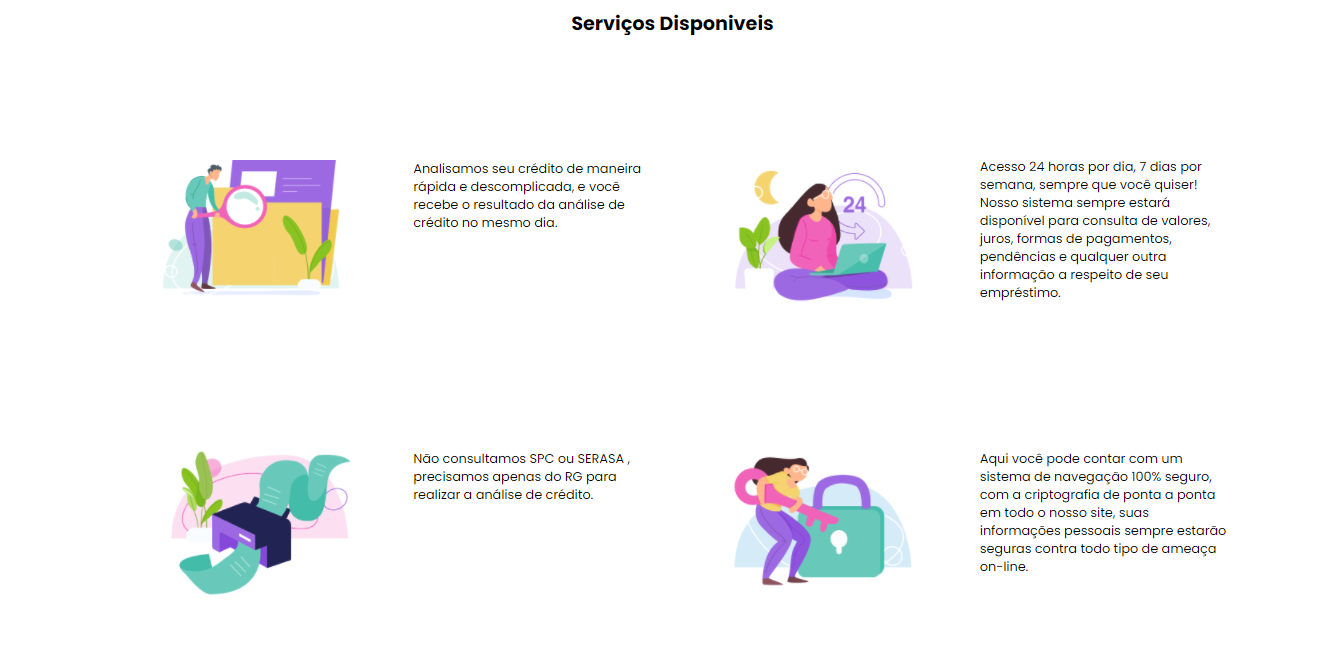 Serviços Disponiveis
Analisamos seu crédito de maneira
rápida e descomplicada, e você
recebe o resultado da análise de
crédito no mesmo dia.
24
Acesso 24 horas por dia, 7 dias por
semana, sempre que você quiser!
Nosso sistema sempre estará
disponível para consulta de valores,
juros, formas de pagamentos,
pendências e qualquer outra
informação a respeito de seu
empréstimo.
Não consultamos SPC ou SERASA ,
precisamos apenas do RG para
realizar a análise de crédito.
Aqui você pode contar com um
sistema de navegação 100% seguro,
com a criptografia de ponta a ponta
em todo o nosso site, suas
informações pessoais sempre estarão
seguras contra todo tipo de ameaça
on-line.